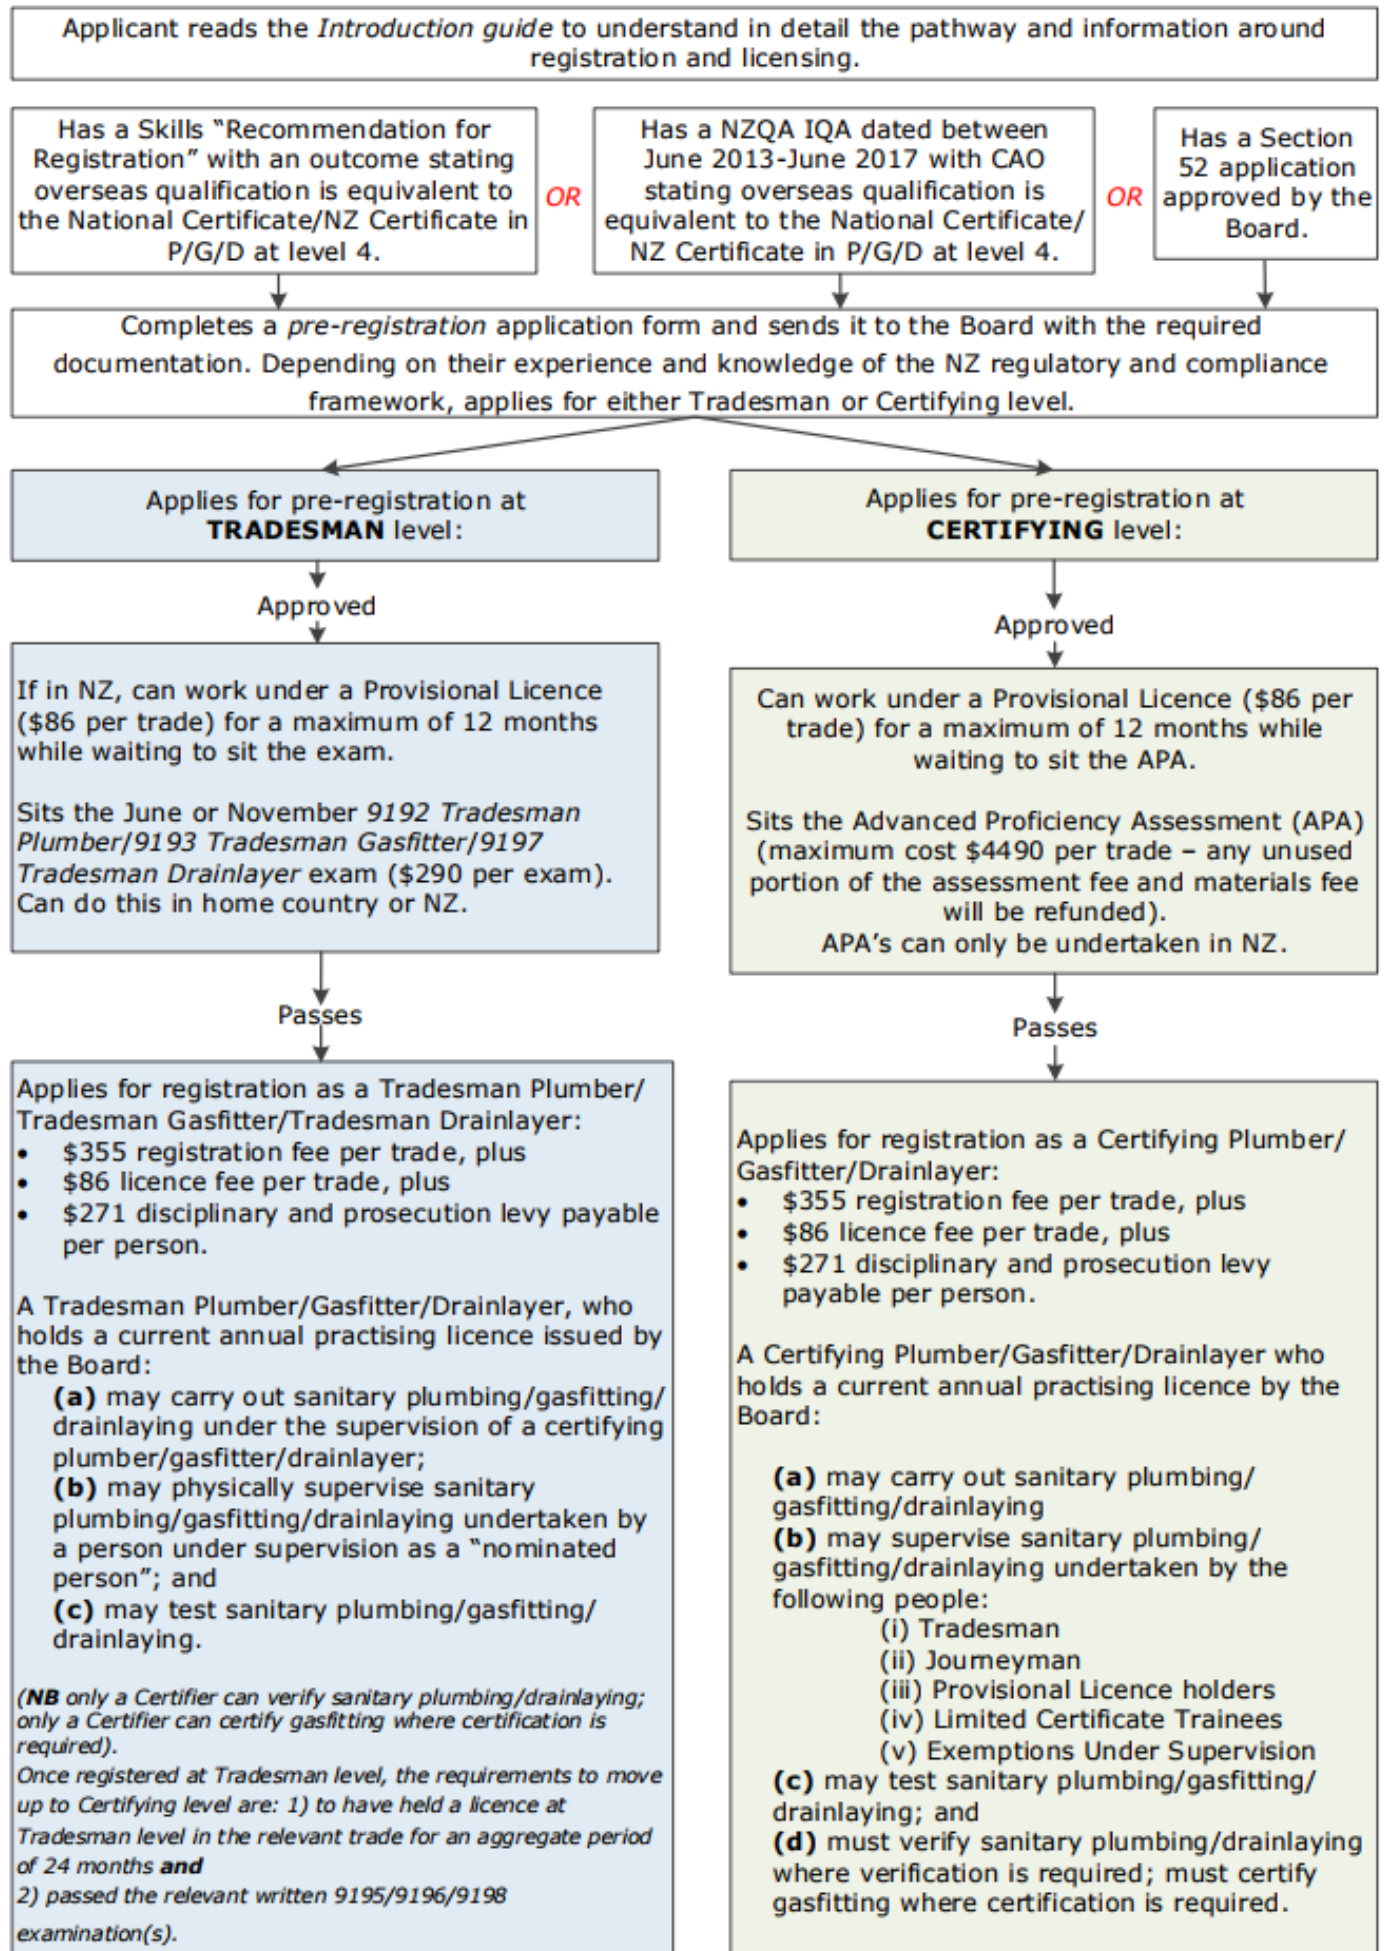 Applicant reads the Introduction guide to understand in detail the pathway and information around
registration and licensing.
Has a Skills “Recommendation for
Registration” with an outcome stating
overseas qualification is equivalent to
the National Certificate/NZ Certificate in
P/G/D at level 4.
OR
Has a NZQA IQA dated between
June 2013-June 2017 with CAO
stating overseas qualification is
equivalent to the National Certificate/
NZ Certificate in P/G/D at level 4.
OR
Has a Section
52 application
approved by the
Board.
Completes a pre-registration application form and sends it to the Board with the required
documentation. Depending on their experience and knowledge of the NZ regulatory and compliance
framework, applies for either Tradesman or Certifying level.
Applies for pre-registration at
TRADESMAN level:
Approved
If in NZ, can work under a Provisional Licence
($86 per trade) for a maximum of 12 months
while waiting to sit the exam.
Sits the June or November 9192 Tradesman
Plumber/9193 Tradesman Gasfitter/9197
Tradesman Drainlayer exam ($290 per exam).
Can do this in home country or NZ.
Passes
Applies for registration as a Tradesman Plumber/
Tradesman Gasfitter/Tradesman Drainlayer:
• $355 registration fee per trade, plus
• $86 licence fee per trade, plus
• $271 disciplinary and prosecution levy payable
per person.
A Tradesman Plumber/Gasfitter/Drainlayer, who
holds a current annual practising licence issued by
the Board:
(a) may carry out sanitary plumbing/gasfitting/
drainlaying under the supervision of a certifying
plumber/gasfitter/drainlayer;
(b) may physically supervise sanitary
plumbing/gasfitting/drainlaying undertaken by
a person under supervision as a “nominated
person”; and
(c) may test sanitary plumbing/gasfitting/
drainlaying.
(NB only a Certifier can verify sanitary plumbing/drainlaying;
only a Certifier can certify gasfitting where certification is
required).
Once registered at Tradesman level, the requirements to move
up to Certifying level are: 1) to have held a licence at
Tradesman level in the relevant trade for an aggregate period
of 24 months and
2) passed the relevant written 9195/9196/9198
examination(s).
Applies for pre-registration at
CERTIFYING level:
Approved
Can work under a Provisional Licence ($86 per
trade) for a maximum of 12 months while
waiting to sit the APA.
Sits the Advanced Proficiency Assessment (APA)
(maximum cost $4490 per trade – any unused
portion of the assessment fee and materials fee
will be refunded).
APA’s can only be undertaken in NZ.
Passes
Applies for registration as a Certifying Plumber/
Gasfitter/Drainlayer:
• $355 registration fee per trade, plus
• $86 licence fee per trade, plus
• $271 disciplinary and prosecution levy
payable per person.
A Certifying Plumber/Gasfitter/Drainlayer who
holds a current annual practising licence by the
Board:
(a) may carry out sanitary plumbing/
gasfitting/drainlaying
(b) may supervise sanitary plumbing/
gasfitting/drainlaying undertaken by the
following people:
(i) Tradesman
(ii) Journeyman
(iii) Provisional Licence holders
(iv) Limited Certificate Trainees
(v) Exemptions Under Supervision
(c) may test sanitary plumbing/gasfitting/
drainlaying; and
(d) must verify sanitary plumbing/drainlaying
where verification is required; must certify
gasfitting where certification is required.